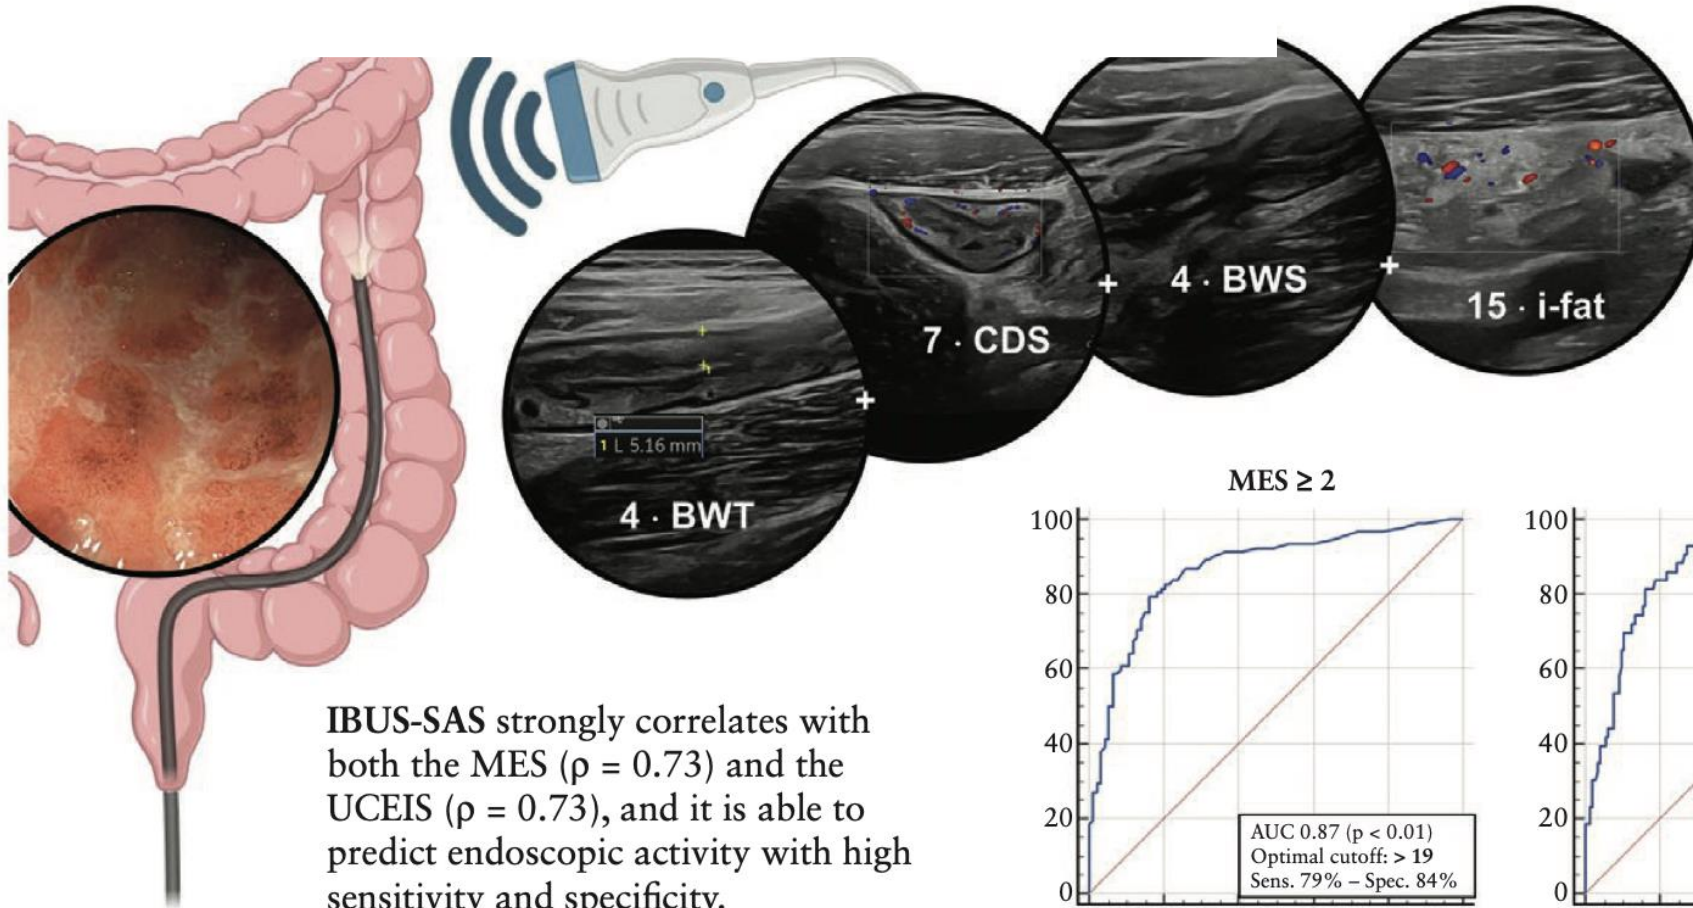 4 · BWT
1 L 5.16 mm
+
7 · CDS
+
4 · BWS
+
15 · i-fat
IBUS-SAS strongly correlates with
both the MES (ρ = 0.73) and the
UCEIS (ρ = 0.73), and it is able to
predict endoscopic activity with high
sensitivity and specificity.
MES ≥ 2
100
80
60
40
20
0
AUC 0.87 (p < 0.01)
Optimal cutoff: > 19
Sens. 79% – Spec. 84%
100
80
60
40
20
0